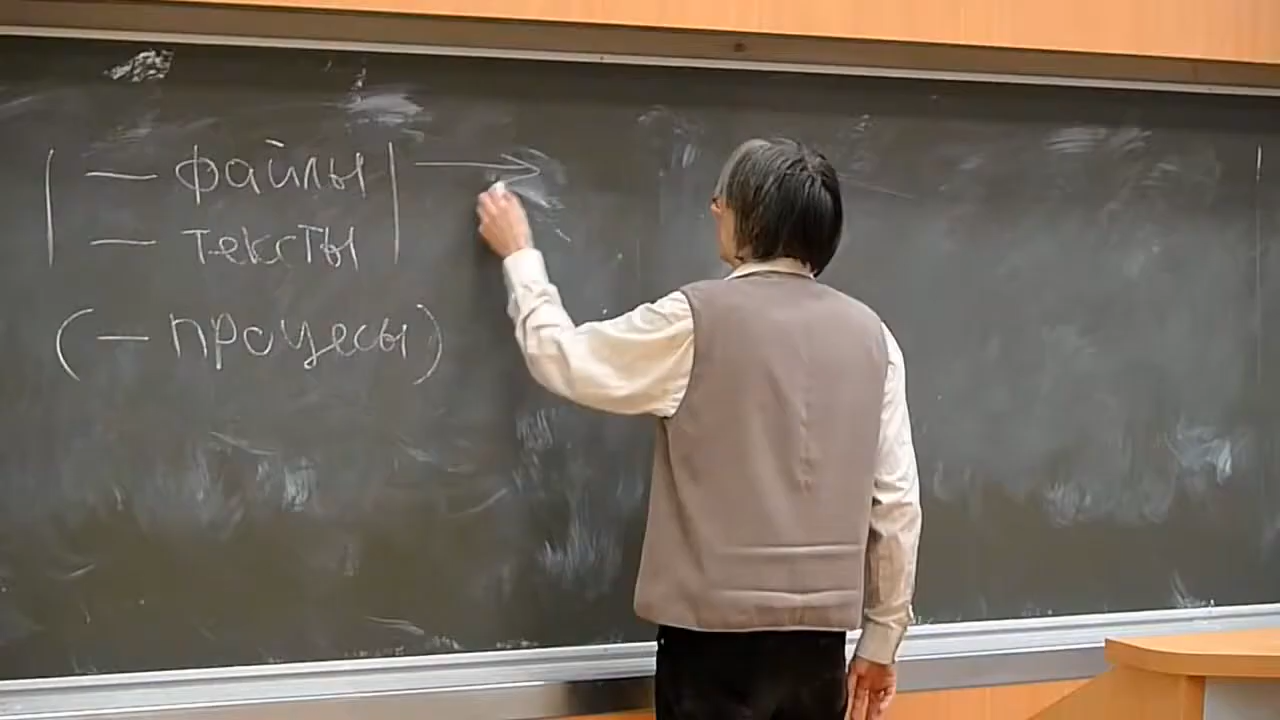 | — файлы | →
| — тексты |
( — процесы )